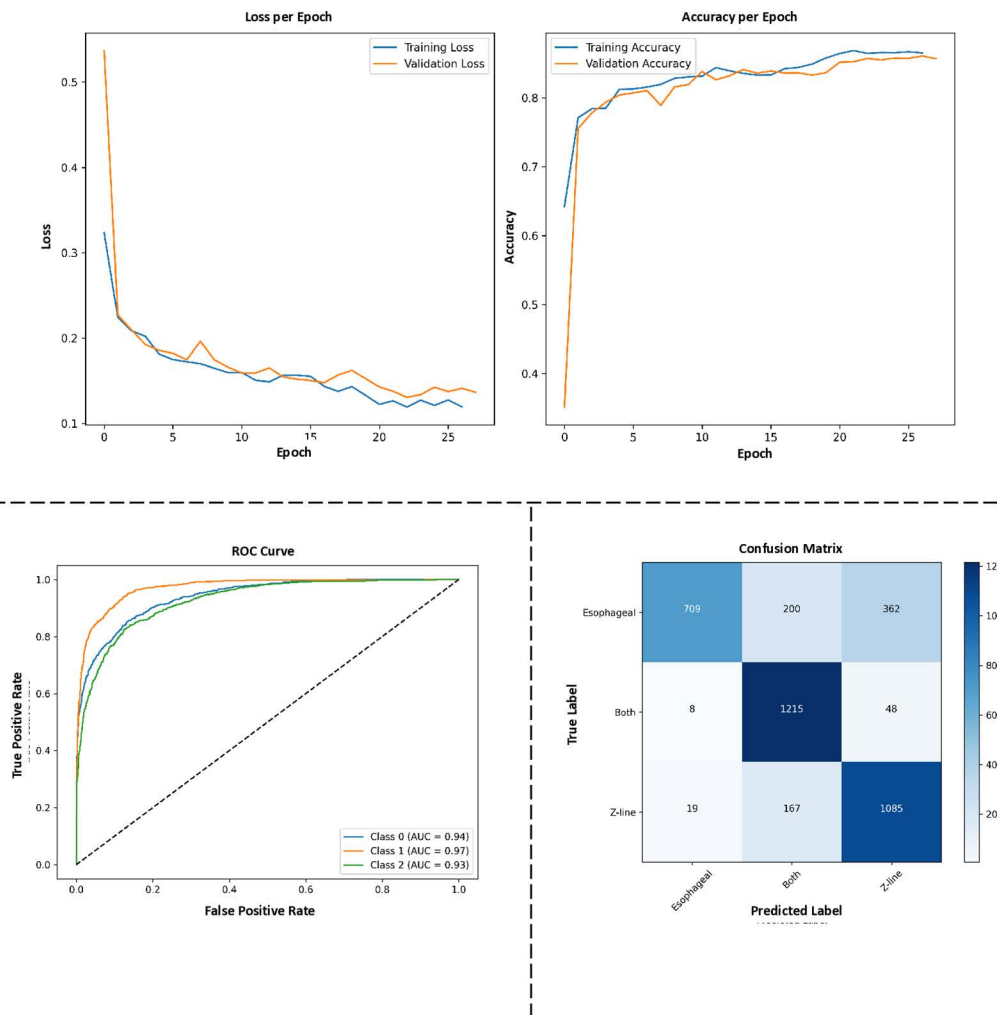 Loss per Epoch
Training Loss
Validation Loss
0.5
0.4
0.3
0.2
0.1
Loss
0 5 10 15 20 25
Epoch
Accuracy per Epoch
Training Accuracy
Validation Accuracy
0.8
0.7
0.6
0.5
0.4
Accuracy
0 5 10 15 20 25
Epoch
ROC Curve
1.0
0.8
0.6
0.4
0.2
0.0
True Positive Rate
Class 0 (AUC = 0.94)
Class 1 (AUC = 0.97)
Class 2 (AUC = 0.93)
0.0 0.2 0.4 0.6 0.8 1.0
False Positive Rate
Confusion Matrix
True Label
Esophageal 709 200 362
Both 8 1215 48
Z-line 19 167 1085
Esophageal Both Z-line
Predicted Label